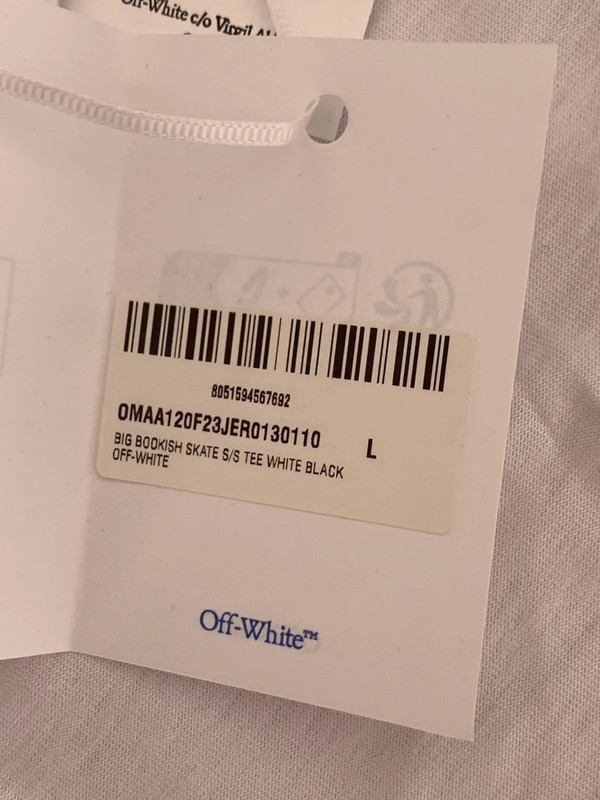 Off-White c/o Virgil
8051594567692
OMAA120F23JER0130110 L
BIG BOOKISH SKATE S/S TEE WHITE BLACK
OFF-WHITE
Off-White™